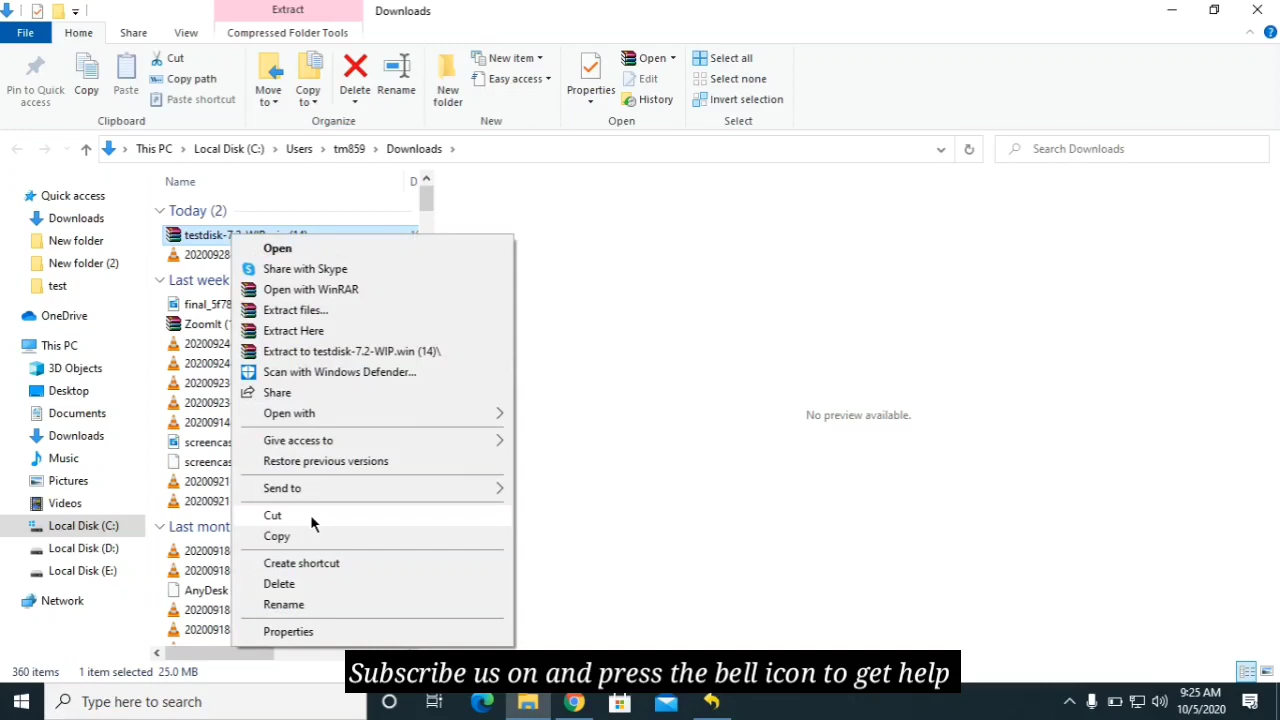 Extract
Downloads
File
Home
Share
View
Compressed Folder Tools
Pin to Quick access
Copy
Paste
Cut
Copy path
Paste shortcut
Clipboard
Move to
Copy to
Delete
Rename
Organize
New folder
New item
Easy access
New
Properties
Open
Edit
History
Open
Select all
Select none
Invert selection
Select
This PC > Local Disk (C:) > Users > tm859 > Downloads >
Search Downloads
Quick access
Downloads
New folder
New folder (2)
test
OneDrive
This PC
3D Objects
Desktop
Documents
Downloads
Music
Pictures
Videos
Local Disk (C:)
Local Disk (D:)
Local Disk (E:)
Network
Name
D
Today (2)
testdisk-7.2-WIP.win (14)
20200928
Last week
final_5f78
ZoomIt (
20200924
20200924
20200923
20200923
20200914
screencas
screencas
20200921
20200921
Last mont
20200918
20200918
AnyDesk
20200918
20200918
Open
Share with Skype
Open with WinRAR
Extract files...
Extract Here
Extract to testdisk-7.2-WIP.win (14)\
Scan with Windows Defender...
Share
Open with
Give access to
Restore previous versions
Send to
Cut
Copy
Create shortcut
Delete
Rename
Properties
No preview available.
360 items
1 item selected 25.0 MB
Subscribe us on and press the bell icon to get help
Type here to search
9:25 AM
10/5/2020